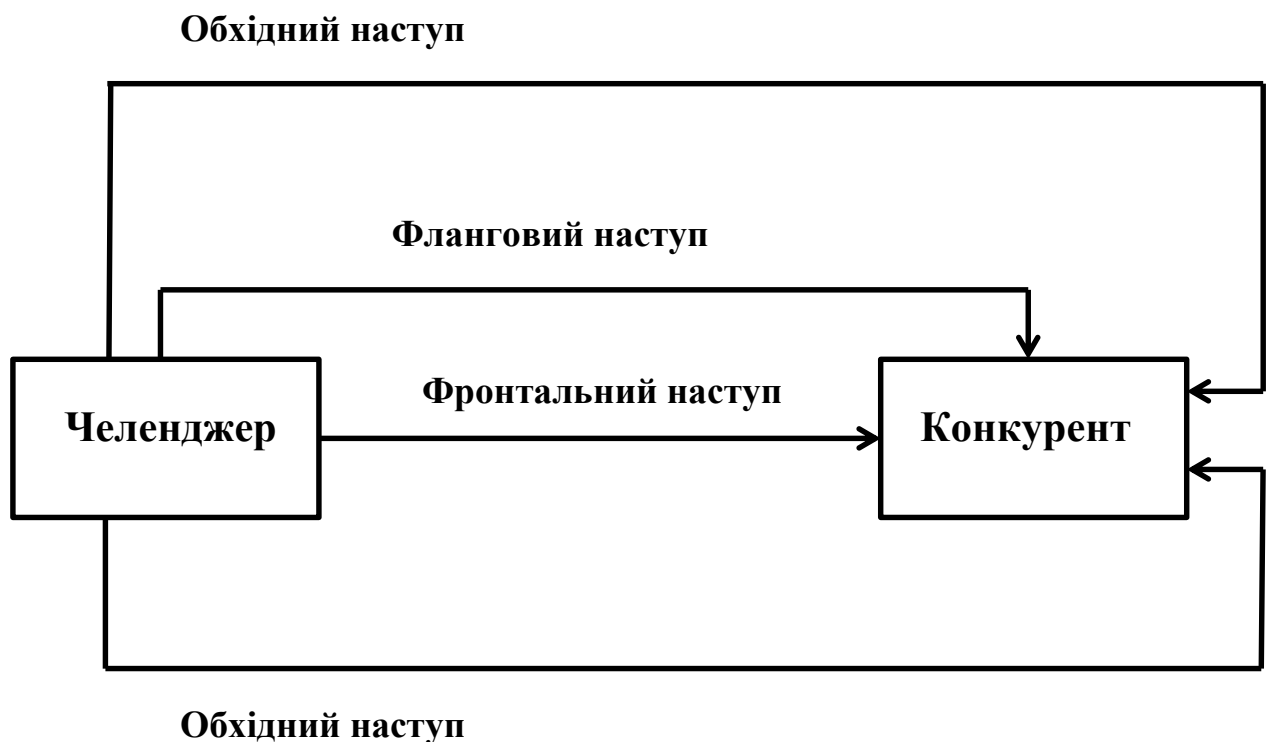 Обхідний наступ
Фланговий наступ
Фронтальний наступ
Челенджер
Конкурент
Обхідний наступ